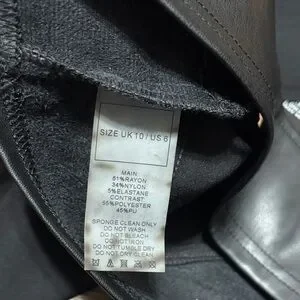 SIZE UK 10 / US 6
MAIN
61%RAYON
34%NYLON
5%ELASTANE
CONTRAST
55%POLYESTER
45%PU
SPONGE CLEAN ONLY
DO NOT WASH
DO NOT BLEACH
DO NOT IRON
DO NOT TUMBLE DRY
DO NOT DRY CLEAN